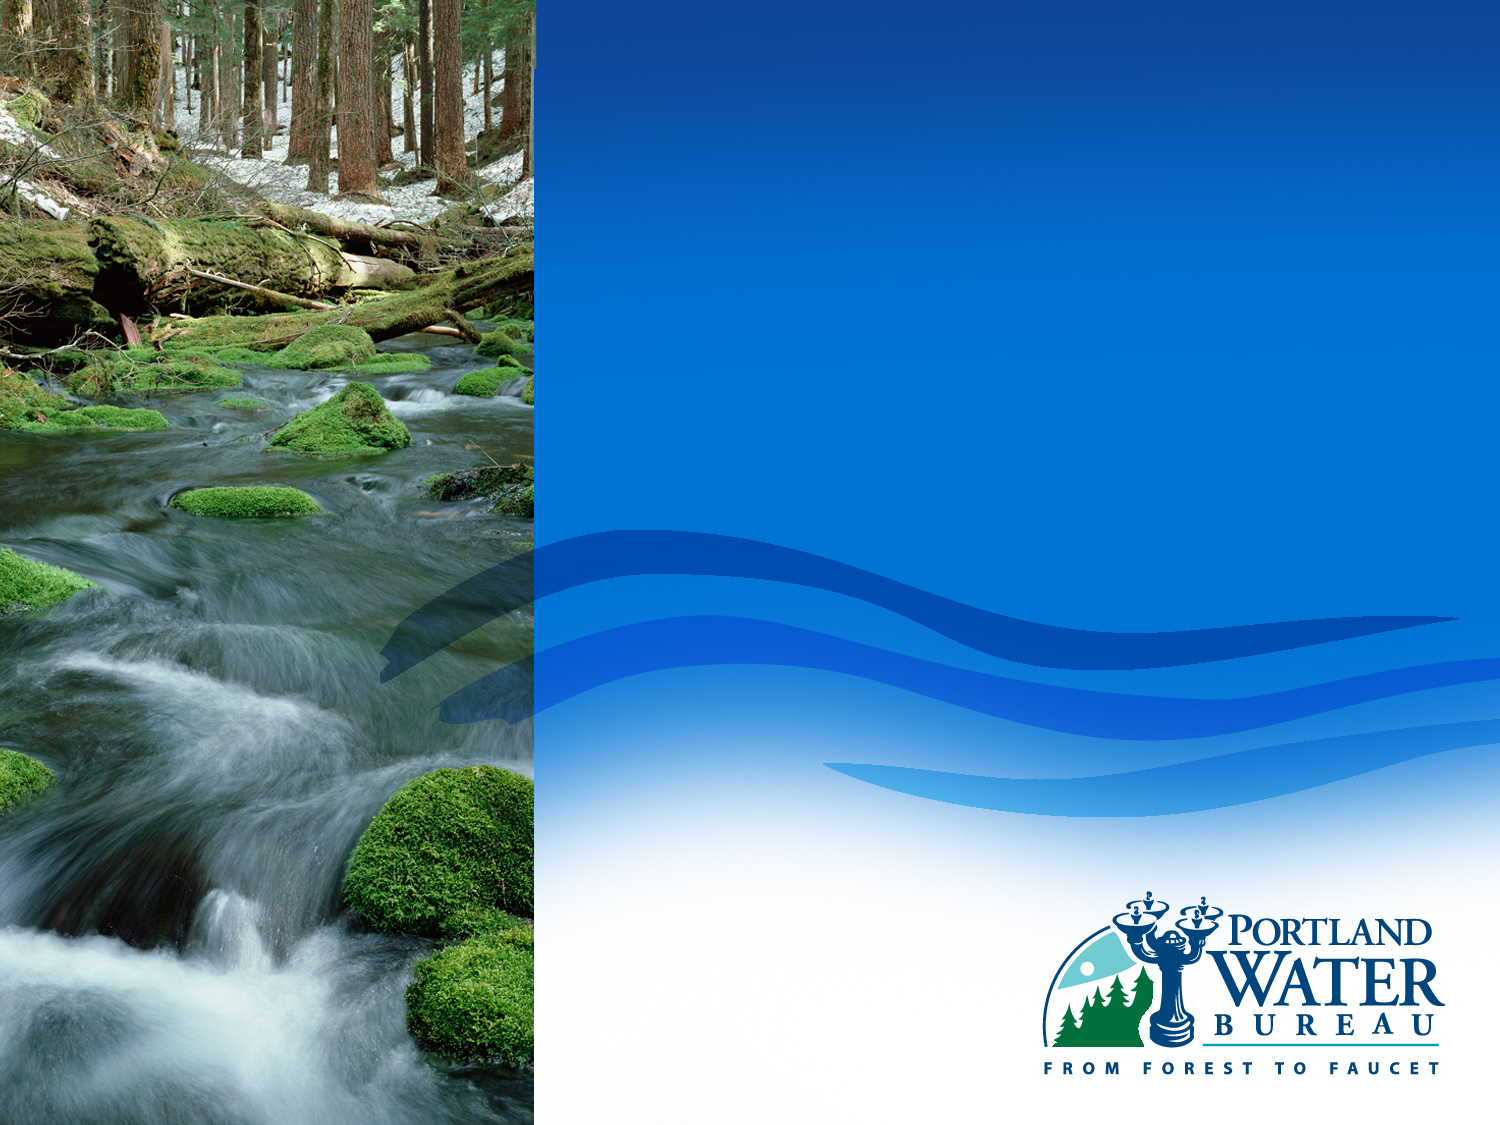 PORTLAND
WATER
BUREAU
FROM FOREST TO FAUCET